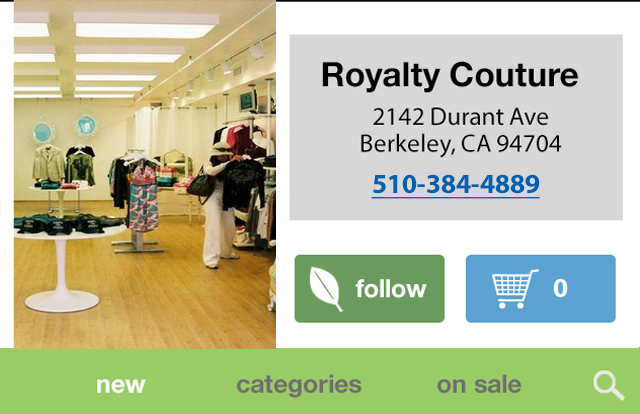 Royalty Couture
2142 Durant Ave
Berkeley, CA 94704
510-384-4889
follow
0
new
categories
on sale